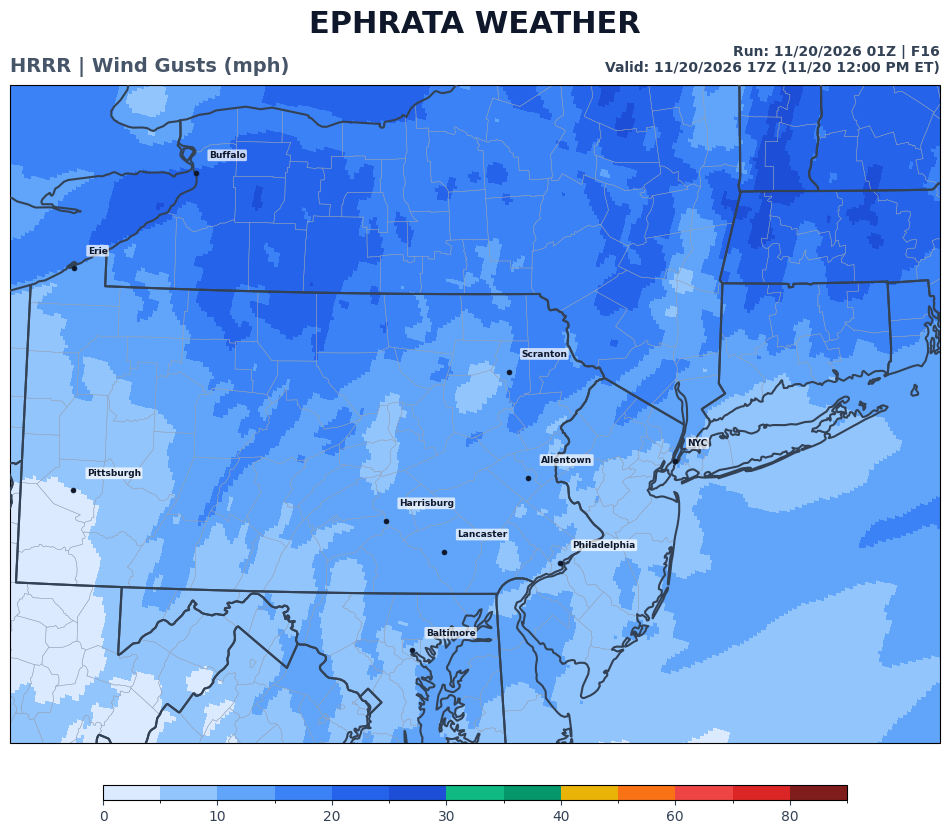 EPHRATA WEATHER
HRRR | Wind Gusts (mph)
Run: 11/20/2026 01Z | F16
Valid: 11/20/2026 17Z (11/20 12:00 PM ET)
Buffalo
Erie
Scranton
NYC
Allentown
Pittsburgh
Harrisburg
Lancaster
Philadelphia
Baltimore
0 10 20 30 40 60 80